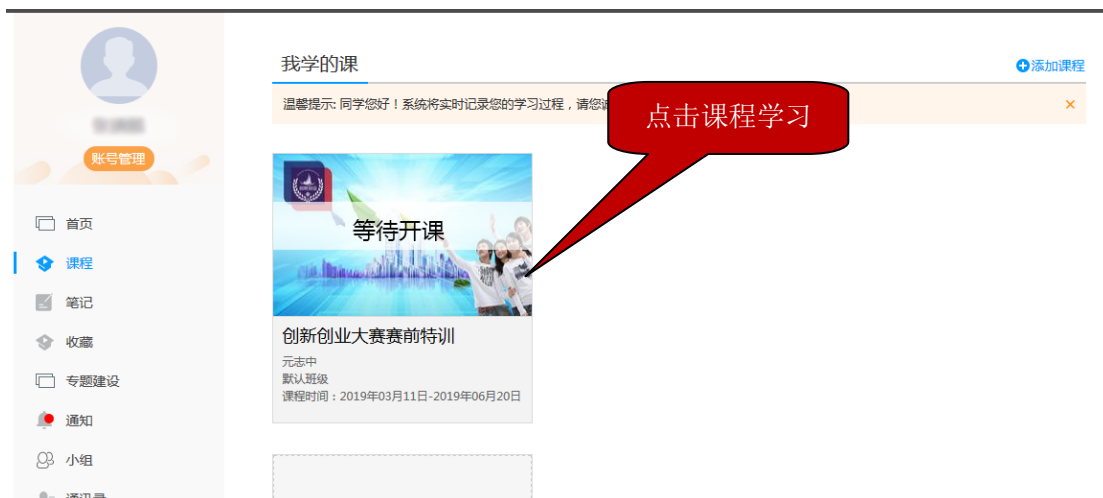 我学的课
添加课程
温馨提示: 同学您好！系统将实时记录您的学习过程，请您
点击课程学习
账号管理
首页
课程
笔记
收藏
专题建设
通知
小组
通讯录
等待开课
创新创业大赛赛前特训
元志中
默认班级
课程时间：2019年03月11日-2019年06月20日